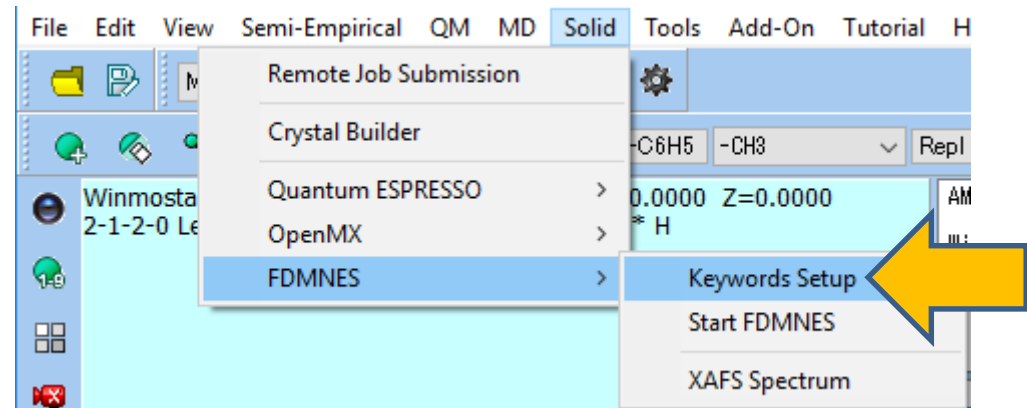 File Edit View Semi-Empirical QM MD Solid Tools Add-On Tutorial H
Remote Job Submission
Crystal Builder
-C6H5 -CH3 Repl
Quantum ESPRESSO
Winmosta 0.0000 Z=0.0000 AM
2-1-2-0 Le * H
OpenMX
FDMNES
Keywords Setup
Start FDMNES
XAFS Spectrum